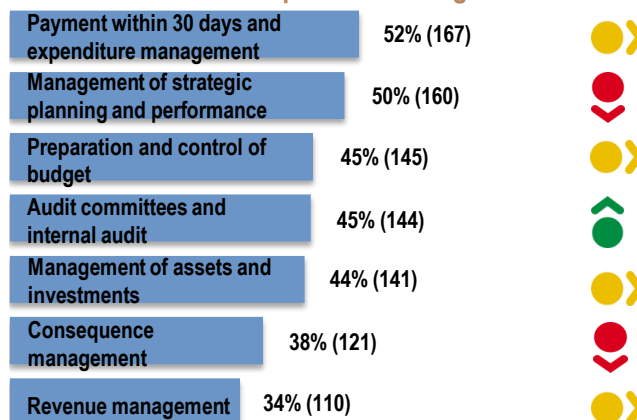 Payment within 30 days and
expenditure management
52% (167)
Management of strategic
planning and performance
50% (160)
Preparation and control of
budget
45% (145)
Audit committees and
internal audit
45% (144)
Management of assets and
investments
44% (141)
Consequence
management
38% (121)
Revenue management
34% (110)